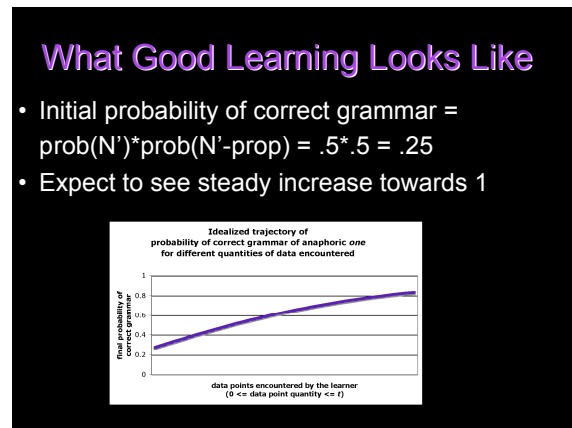 What Good Learning Looks Like
• Initial probability of correct grammar =
prob(N’)*prob(N’-prop) = .5*.5 = .25
• Expect to see steady increase towards 1
Idealized trajectory of
probability of correct grammar of anaphoric one
for different quantities of data encountered
final probability of
correct grammar
1
0.8
0.6
0.4
0.2
0
data points encountered by the learner
(0 <= data point quantity <= t)